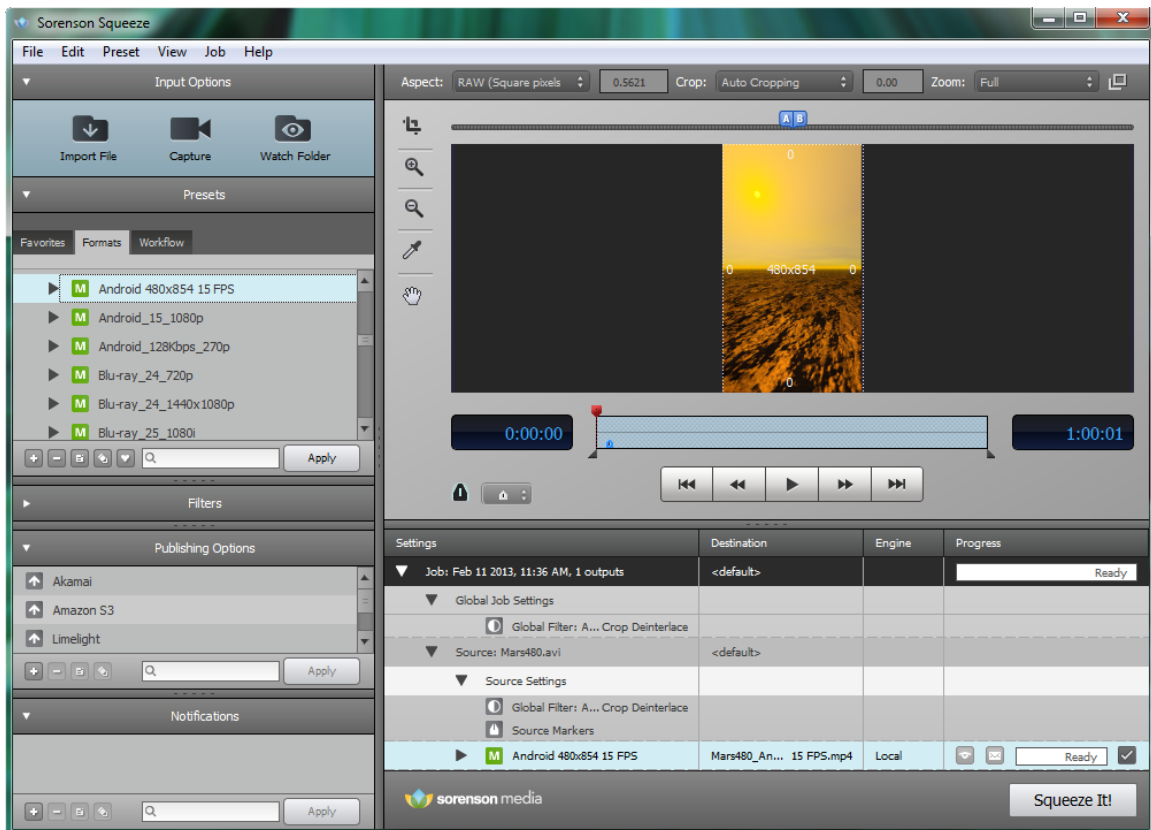 Sorenson Squeeze
File Edit Preset View Job Help
Input Options
Import File Capture Watch Folder
Presets
Favorites Formats Workflow
M Android 480x854 15 FPS
M Android_15_1080p
M Android_128Kbps_270p
M Blu-ray_24_720p
M Blu-ray_24_1440x1080p
M Blu-ray_25_1080i
Apply
Filters
Publishing Options
Akamai
Amazon S3
Limelight
Apply
Notifications
Apply
Aspect: RAW (Square pixels 0.5621 Crop: Auto Cropping 0.00 Zoom: Full
A B
0
0 480x854 0
0
0:00:00 1:00:01
Settings Destination Engine Progress
Job: Feb 11 2013, 11:36 AM, 1 outputs <default> Ready
Global Job Settings
Global Filter: A... Crop Deinterlace
Source: Mars480.avi <default>
Source Settings
Global Filter: A... Crop Deinterlace
Source Markers
M Android 480x854 15 FPS Mars480_An... 15 FPS.mp4 Local Ready
sorenson media
Squeeze It!